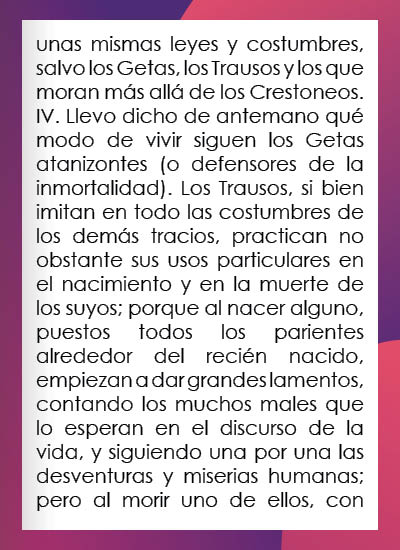 unas mismas leyes y costumbres,
salvo los Getas, los Trausos y los que
moran más allá de los Crestoneos.
IV. Llevo dicho de antemano qué
modo de vivir siguen los Getas
atanizontes (o defensores de la
inmortalidad). Los Trausos, si bien
imitan en todo las costumbres de
los demás tracios, practican no
obstante sus usos particulares en
el nacimiento y en la muerte de
los suyos; porque al nacer alguno,
puestos todos los parientes
alrededor del recién nacido,
empiezan a dar grandes lamentos,
contando los muchos males que
lo esperan en el discurso de la
vida, y siguiendo una por una las
desventuras y miserias humanas;
pero al morir uno de ellos, con